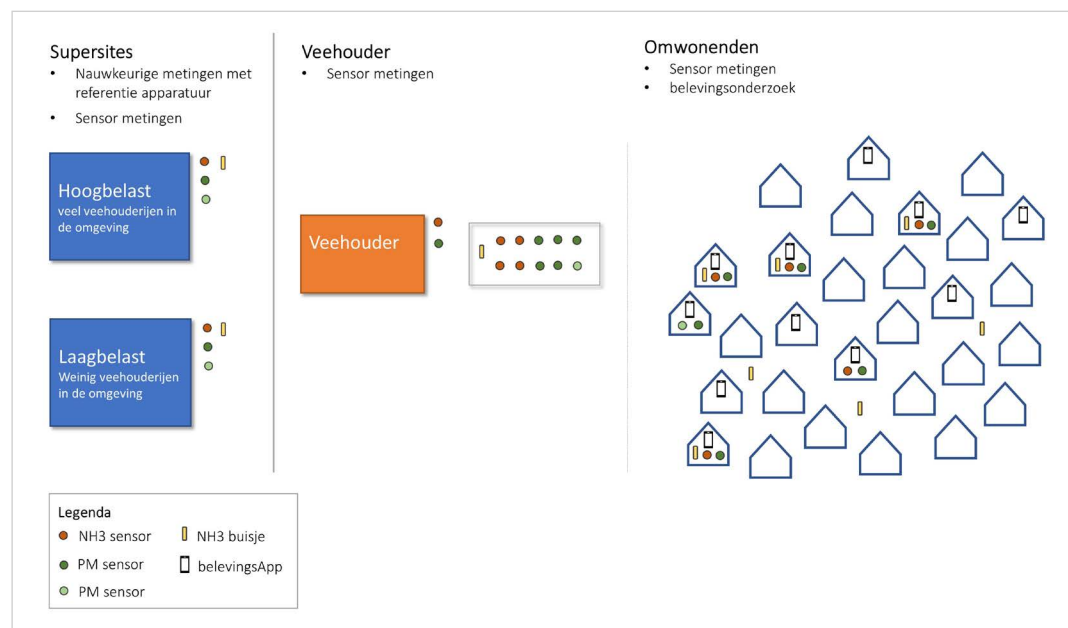 Supersites
• Nauwkeurige metingen met
referentie apparatuur
• Sensor metingen
Hoogbelast
veel veehouderijen in
de omgeving
Laagbelast
Weinig veehouderijen
in de omgeving
Veehouder
• Sensor metingen
Veehouder
Omwonenden
• Sensor metingen
• belevingsonderzoek
Legenda
NH3 sensor
NH3 buisje
PM sensor
belevingsApp
PM sensor